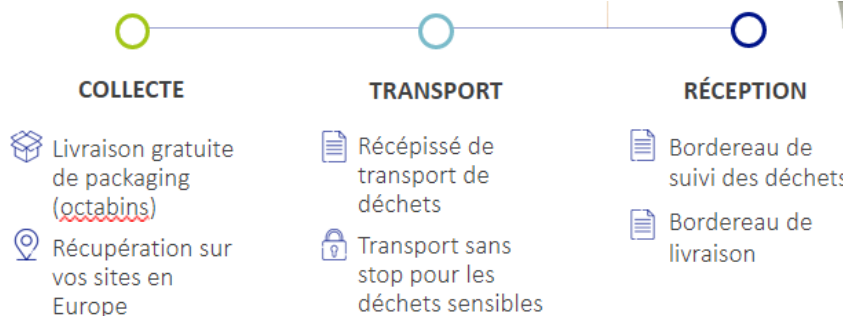 COLLECTE
Livraison gratuite
de packaging
(octabins)
Récupération sur
vos sites en
Europe
TRANSPORT
Récépissé de
transport de
déchets
Transport sans
stop pour les
déchets sensibles
RÉCEPTION
Bordereau de
suivi des déchets
Bordereau de
livraison